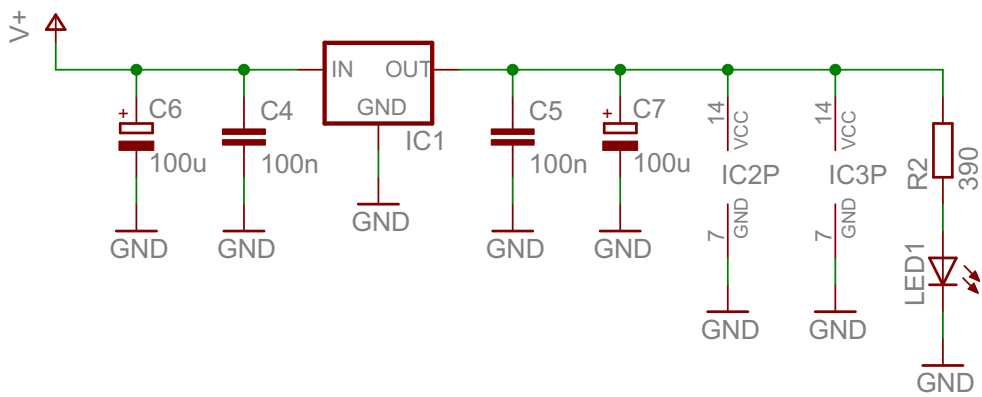 V+
+
C6
100u
C4
100n
IN OUT
GND
IC1
C5
100n
+
C7
100u
14
VCC
IC2P
GND
7
14
VCC
IC3P
GND
7
R2
390
LED1
GND
GND
GND
GND
GND
GND
GND
GND